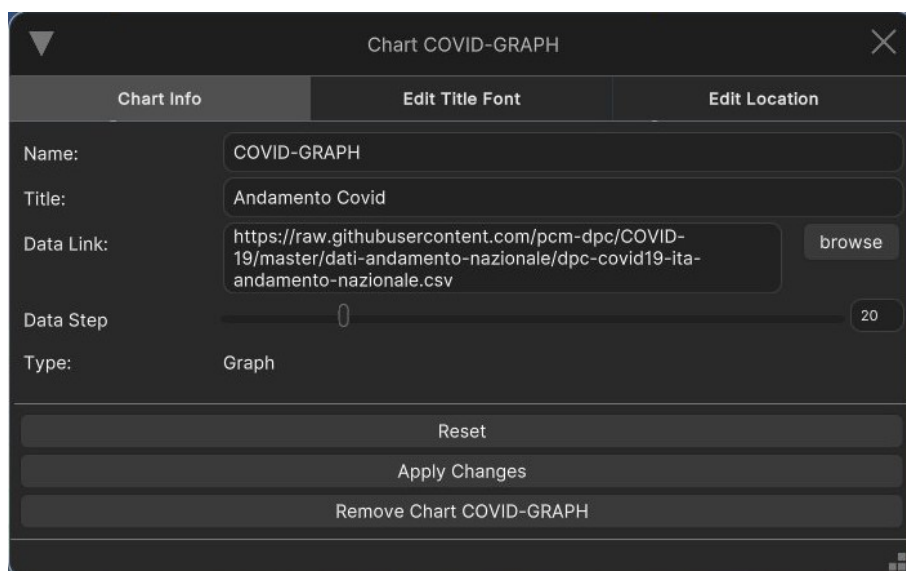 Chart COVID-GRAPH
Chart Info
Edit Title Font
Edit Location
Name:
COVID-GRAPH
Title:
Andamento Covid
Data Link:
https://raw.githubusercontent.com/pcm-dpc/COVID-
19/master/dati-andamento-nazionale/dpc-covid19-ita-
andamento-nazionale.csv
browse
Data Step
20
Type:
Graph
Reset
Apply Changes
Remove Chart COVID-GRAPH